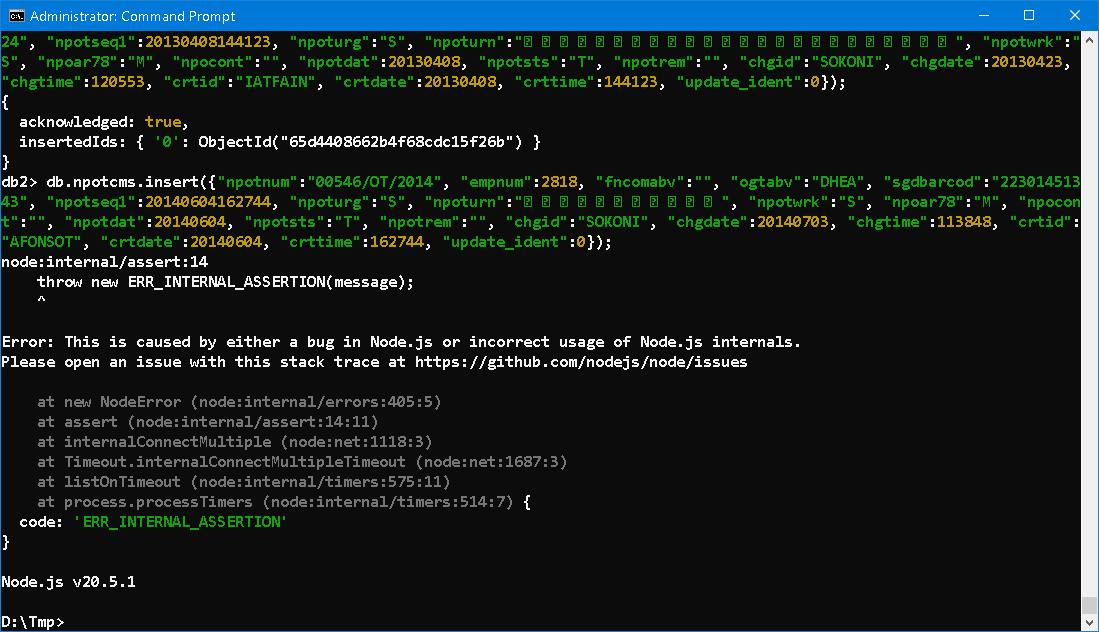 Administrator: Command Prompt
24", "npotseq1":20130408144123, "npoturg":"S", "npoturn":" ", "npotwrk":"
S", "npoar78":"M", "npocont":"", "npotdat":20130408, "npotsts":"T", "npotrem":"", "chgid":"SOKONI", "chgdate":20130423,
"chgtime":120553, "crtid":"IATFAIN", "crtdate":20130408, "crttime":144123, "update_ident":0});
{
acknowledged: true,
insertedIds: { '0': ObjectId("65d4408662b4f68cdc15f26b") }
}
db2> db.npotcms.insert({"npotnum":"00546/OT/2014", "empnum":2818, "fncomabv":"", "ogtabv":"DHEA", "sgdbarcod":"223014513
43", "npotseq1":20140604162744, "npoturg":"S", "npoturn":" ", "npotwrk":"S", "npoar78":"M", "npocon
t":"", "npotdat":20140604, "npotsts":"T", "npotrem":"", "chgid":"SOKONI", "chgdate":20140703, "chgtime":113848, "crtid":
"AFONSOT", "crtdate":20140604, "crttime":162744, "update_ident":0});
node:internal/assert:14
throw new ERR_INTERNAL_ASSERTION(message);
^
Error: This is caused by either a bug in Node.js or incorrect usage of Node.js internals.
Please open an issue with this stack trace at https://github.com/nodejs/node/issues
at new NodeError (node:internal/errors:405:5)
at assert (node:internal/assert:14:11)
at internalConnectMultiple (node:net:1118:3)
at Timeout.internalConnectMultipleTimeout (node:net:1687:3)
at listOnTimeout (node:internal/timers:575:11)
at process.processTimers (node:internal/timers:514:7) {
code: 'ERR_INTERNAL_ASSERTION'
}
Node.js v20.5.1
D:\Tmp>